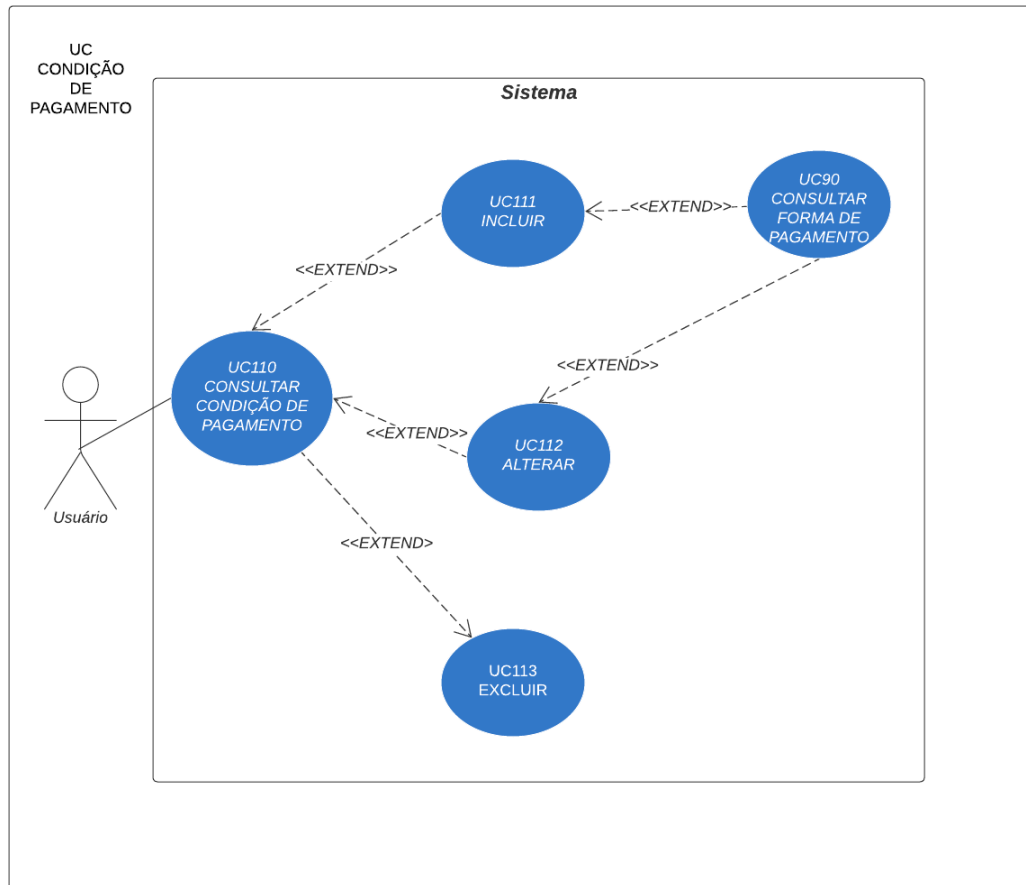 UC
CONDIÇÃO
DE
PAGAMENTO
Sistema
UC111
INCLUIR
<<EXTEND>>
UC90
CONSULTAR
FORMA DE
PAGAMENTO
<<EXTEND>>
<<EXTEND>>
UC110
CONSULTAR
CONDIÇÃO DE
PAGAMENTO
<<EXTEND>>
UC112
ALTERAR
Usuário
<<EXTEND>
UC113
EXCLUIR